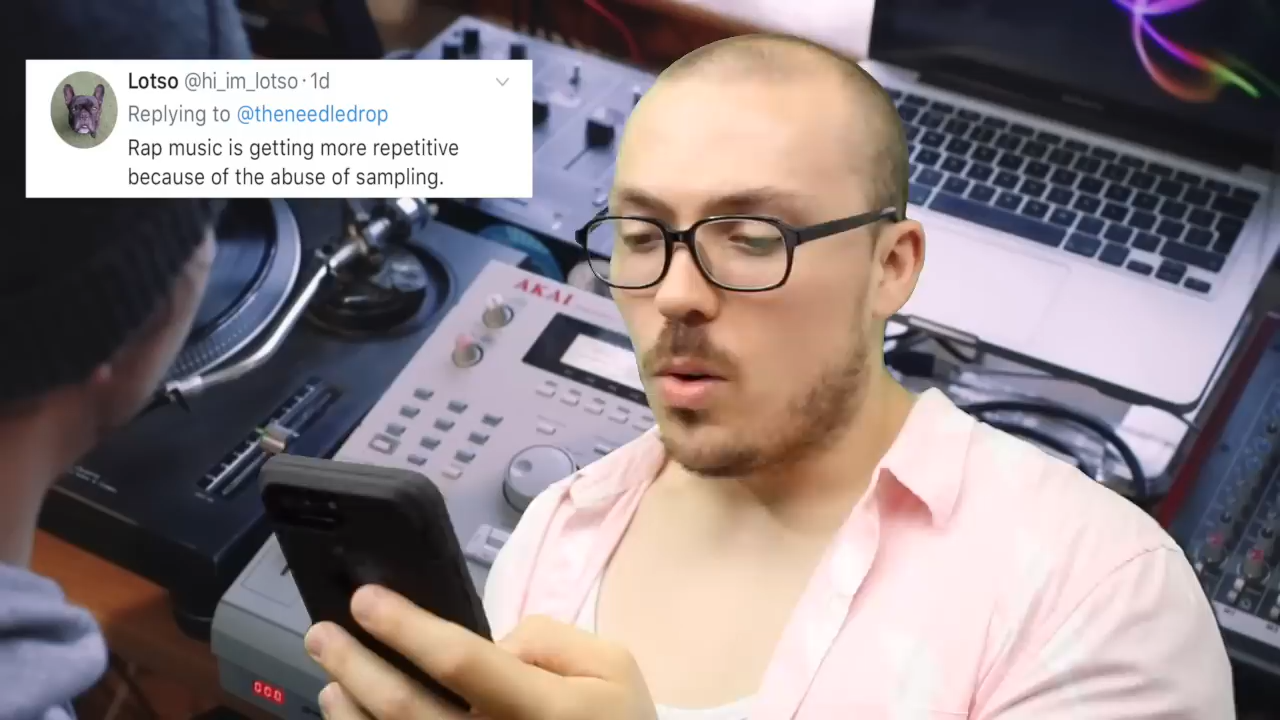 Lotso @hi_im_lotso · 1d
Replying to @theneedledrop
Rap music is getting more repetitive
because of the abuse of sampling.
AKAI
000